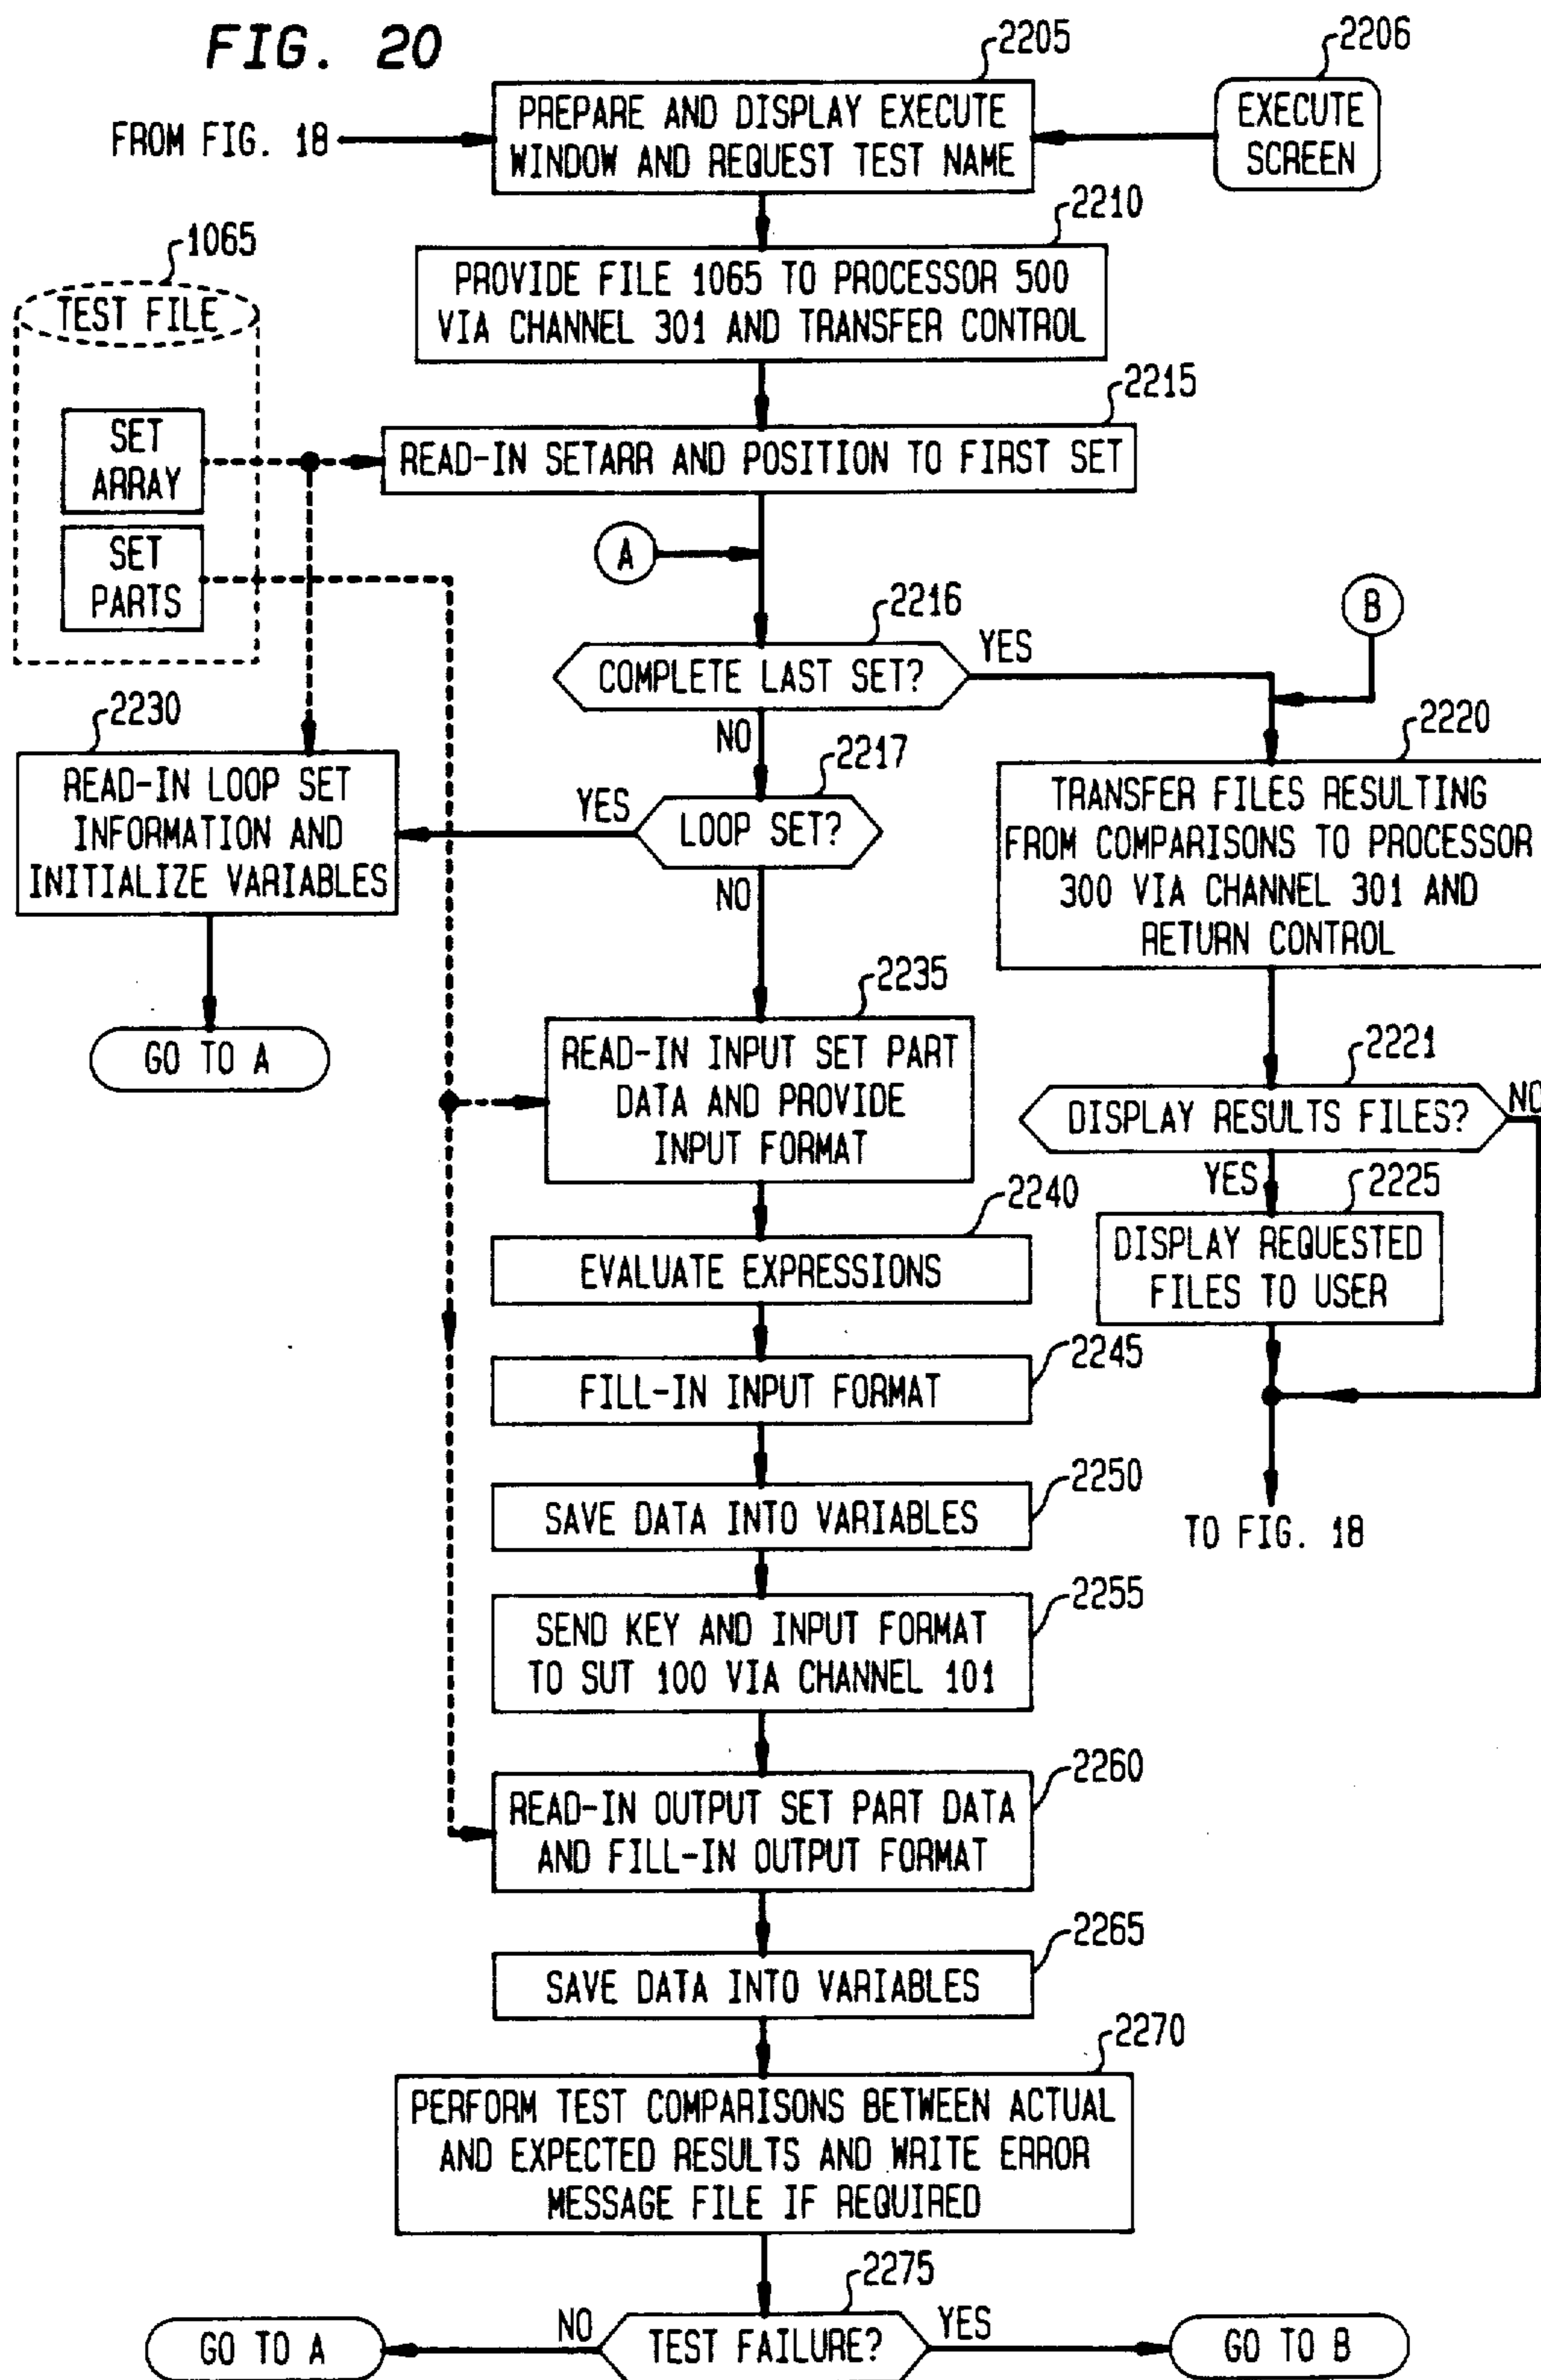 FIG. 20
2205
2206
PREPARE AND DISPLAY EXECUTE
WINDOW AND REQUEST TEST NAME
EXECUTE
SCREEN
FROM FIG. 18
2210
1065
PROVIDE FILE 1065 TO PROCESSOR 500
VIA CHANNEL 301 AND TRANSFER CONTROL
TEST FILE
2215
SET
ARRAY
READ-IN SETARR AND POSITION TO FIRST SET
SET
PARTS
A
B
2216
COMPLETE LAST SET?
YES
NO
2230
READ-IN LOOP SET
INFORMATION AND
INITIALIZE VARIABLES
2217
LOOP SET?
YES
NO
2220
TRANSFER FILES RESULTING
FROM COMPARISONS TO PROCESSOR
300 VIA CHANNEL 301 AND
RETURN CONTROL
GO TO A
2235
READ-IN INPUT SET PART
DATA AND PROVIDE
INPUT FORMAT
2221
DISPLAY RESULTS FILES?
NO
YES
2225
DISPLAY REQUESTED
FILES TO USER
2240
EVALUATE EXPRESSIONS
2245
FILL-IN INPUT FORMAT
2250
SAVE DATA INTO VARIABLES
TO FIG. 18
2255
SEND KEY AND INPUT FORMAT
TO SUT 100 VIA CHANNEL 101
2260
READ-IN OUTPUT SET PART DATA
AND FILL-IN OUTPUT FORMAT
2265
SAVE DATA INTO VARIABLES
2270
PERFORM TEST COMPARISONS BETWEEN ACTUAL
AND EXPECTED RESULTS AND WRITE ERROR
MESSAGE FILE IF REQUIRED
2275
TEST FAILURE?
NO
YES
GO TO A
GO TO B